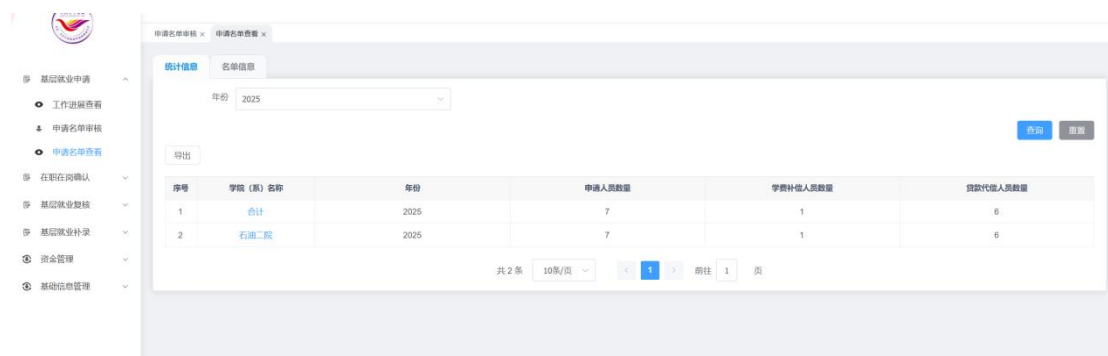 申请名单审核 × 申请名单查看 ×
统计信息 名单信息
基层就业申请
工作进展查看
申请名单审核
申请名单查看
在职在岗确认
基层就业复核
基层就业补录
资金管理
基础信息管理
年份 2025
查询 重置
导出
序号 学院（系）名称 年份 申请人员数量 学费补偿人员数量 贷款代偿人员数量
1 合计 2025 7 1 6
2 石油二院 2025 7 1 6
共 2 条 10条/页 < 1 > 前往 1 页